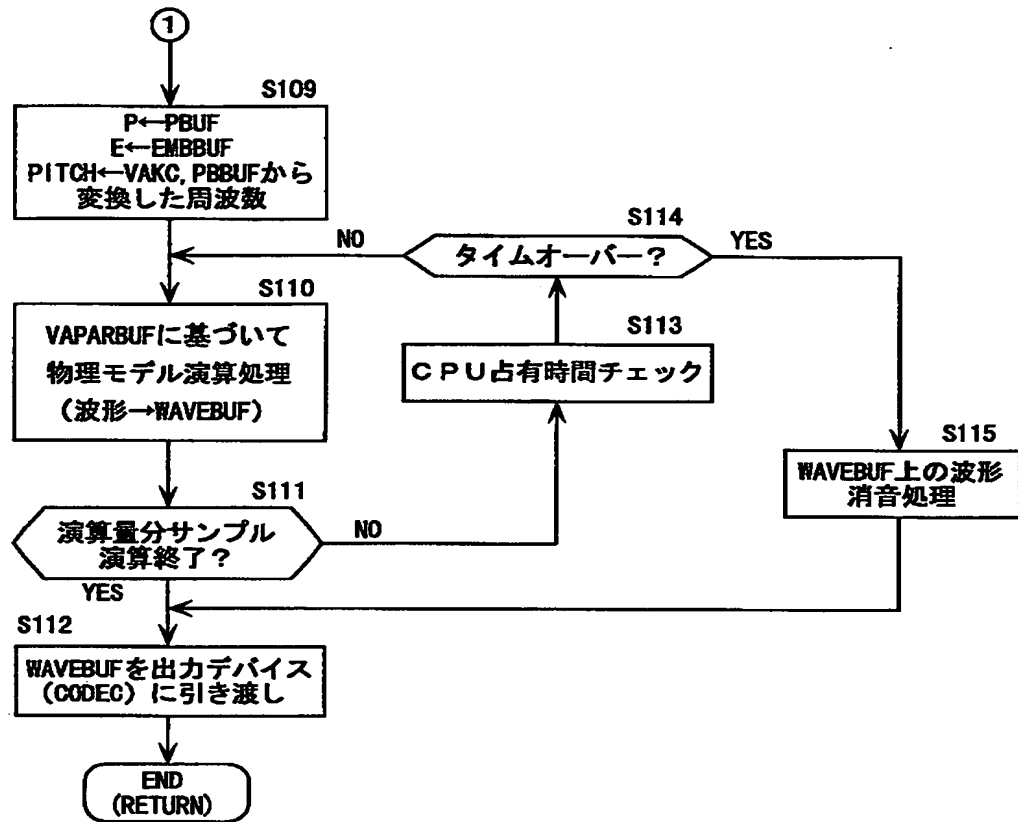 1
S109
P←PBUF
E←EMBBUF
PITCH←VAKC, PBBUFから
変換した周波数
S114
NO
タイムオーバー？
YES
S110
VAPARBUFに基づいて
物理モデル演算処理
（波形→WAVEBUF）
S113
ＣＰＵ占有時間チェック
S115
WAVEBUF上の波形
消音処理
S111
演算量分サンプル
演算終了？
NO
YES
S112
WAVEBUFを出力デバイス
（CODEC）に引き渡し
END
(RETURN)